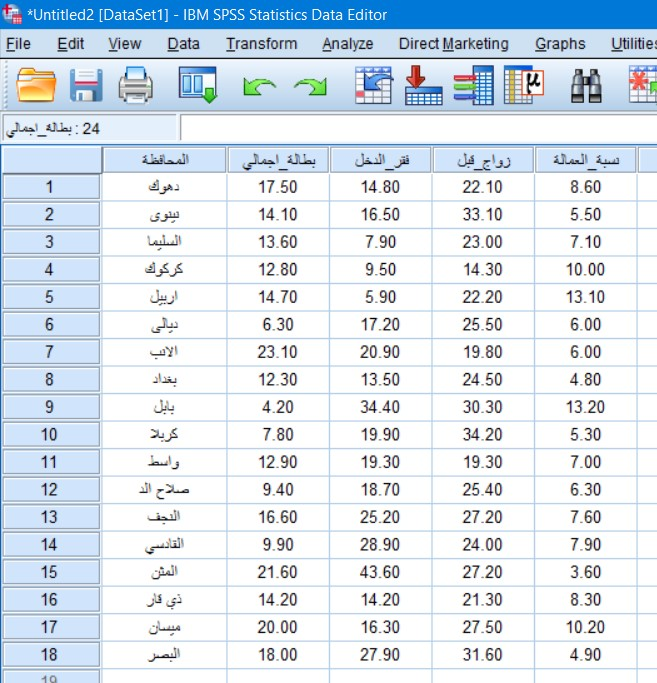 *Untitled2 [DataSet1] - IBM SPSS Statistics Data Editor
File Edit View Data Transform Analyze Direct Marketing Graphs Utilities
24 : بطالة_اجمالي
المحافظة بطالة_اجمالي فقر_الدخل زواج_قبل نسبة_العمالة
1 دهوك 17.50 14.80 22.10 8.60
2 نينوى 14.10 16.50 33.10 5.50
3 السليما 13.60 7.90 23.00 7.10
4 كركوك 12.80 9.50 14.30 10.00
5 اربيل 14.70 5.90 22.20 13.10
6 ديالى 6.30 17.20 25.50 6.00
7 الانب 23.10 20.90 19.80 6.00
8 بغداد 12.30 13.50 24.50 4.80
9 بابل 4.20 34.40 30.30 13.20
10 كربلا 7.80 19.90 34.20 5.30
11 واسط 12.90 19.30 19.30 7.00
12 صلاح الد 9.40 18.70 25.40 6.30
13 النجف 16.60 25.20 27.20 7.60
14 القادسي 9.90 28.90 24.00 7.90
15 المثن 21.60 43.60 27.20 3.60
16 ذي قار 14.20 14.20 21.30 8.30
17 ميسان 20.00 16.30 27.50 10.20
18 البصر 18.00 27.90 31.60 4.90
19